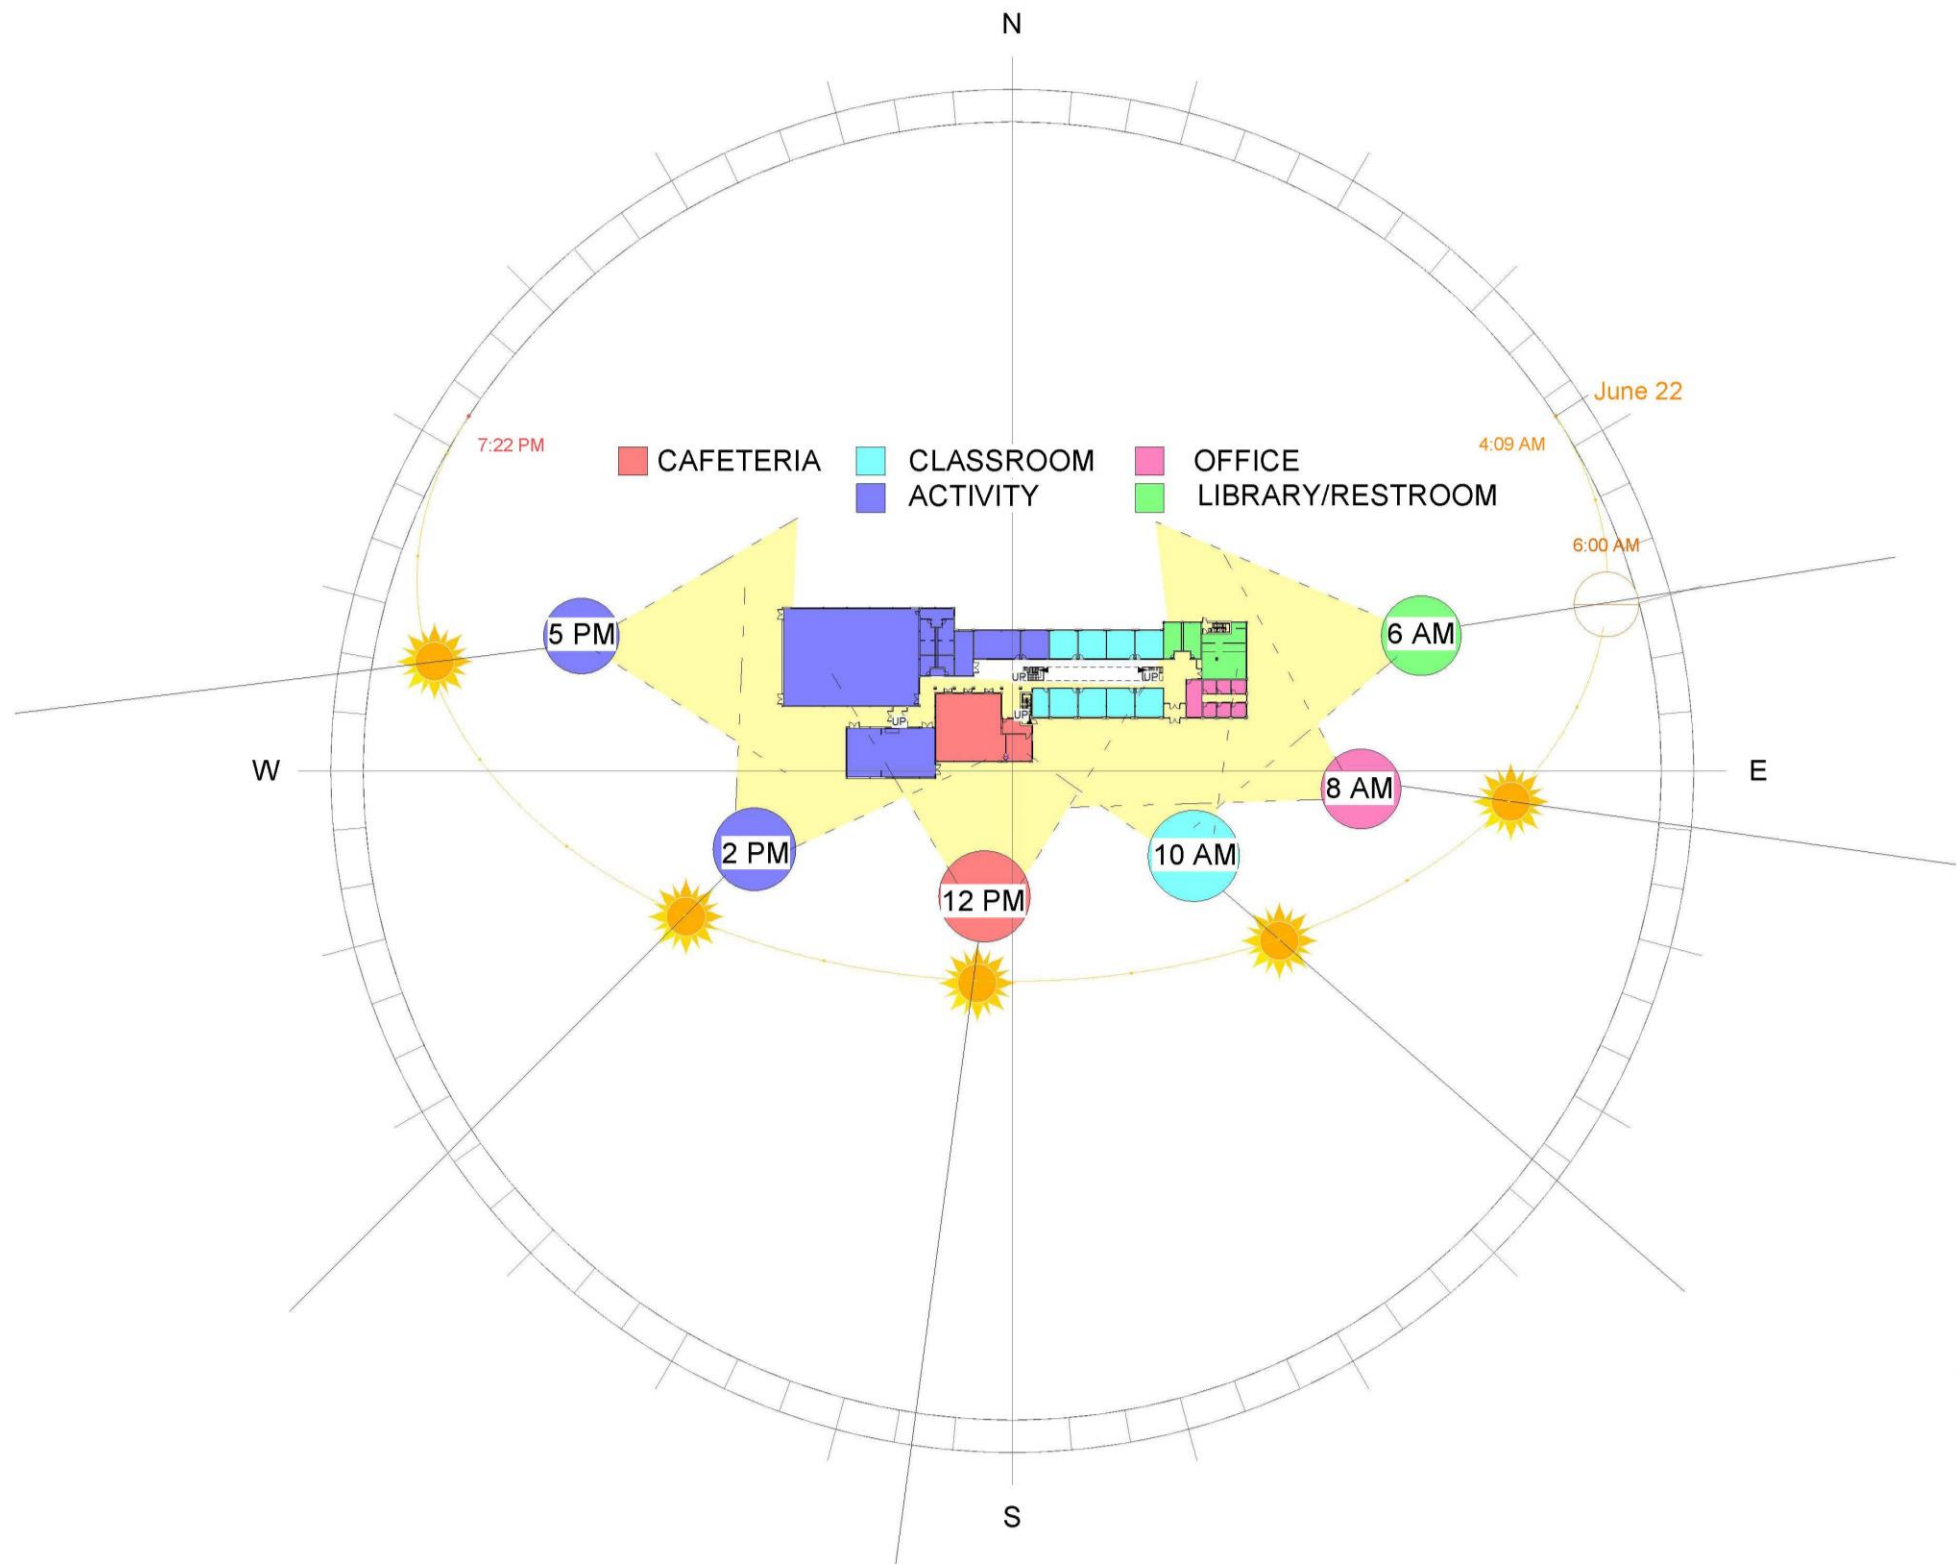 N
June 22
7:22 PM
4:09 AM
CAFETERIA
CLASSROOM
OFFICE
ACTIVITY
LIBRARY/RESTROOM
6:00 AM
5 PM
6 AM
UP
UP
UP
UP
W
E
8 AM
2 PM
10 AM
12 PM
S